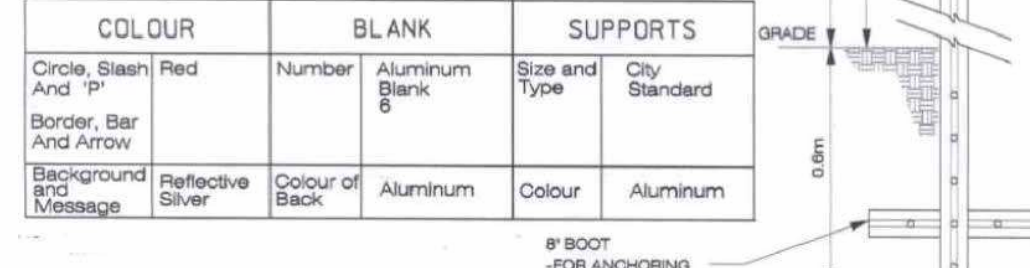 COLOUR BLANK SUPPORTS
GRADE
Circle, Slash Red Number Aluminum Size and City
And 'P' Blank Type Standard
6
Border, Bar
And Arrow
0.6m
Background Reflective Colour of Aluminum Colour Aluminum
and Silver Back
Message
8" BOOT
-FOR ANCHORING